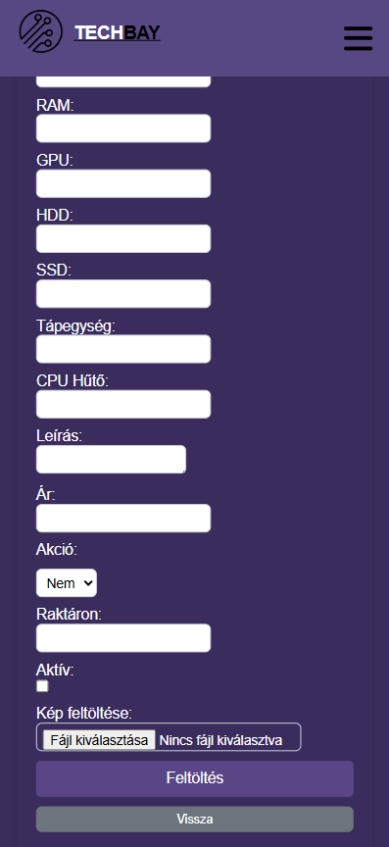 TECHBAY
RAM:
GPU:
HDD:
SSD:
Tápegység:
CPU Hűtő:
Leírás:
Ár:
Akció:
Nem
Raktáron:
Aktív:
Kép feltöltése:
Fájl kiválasztása Nincs fájl kiválasztva
Feltöltés
Vissza